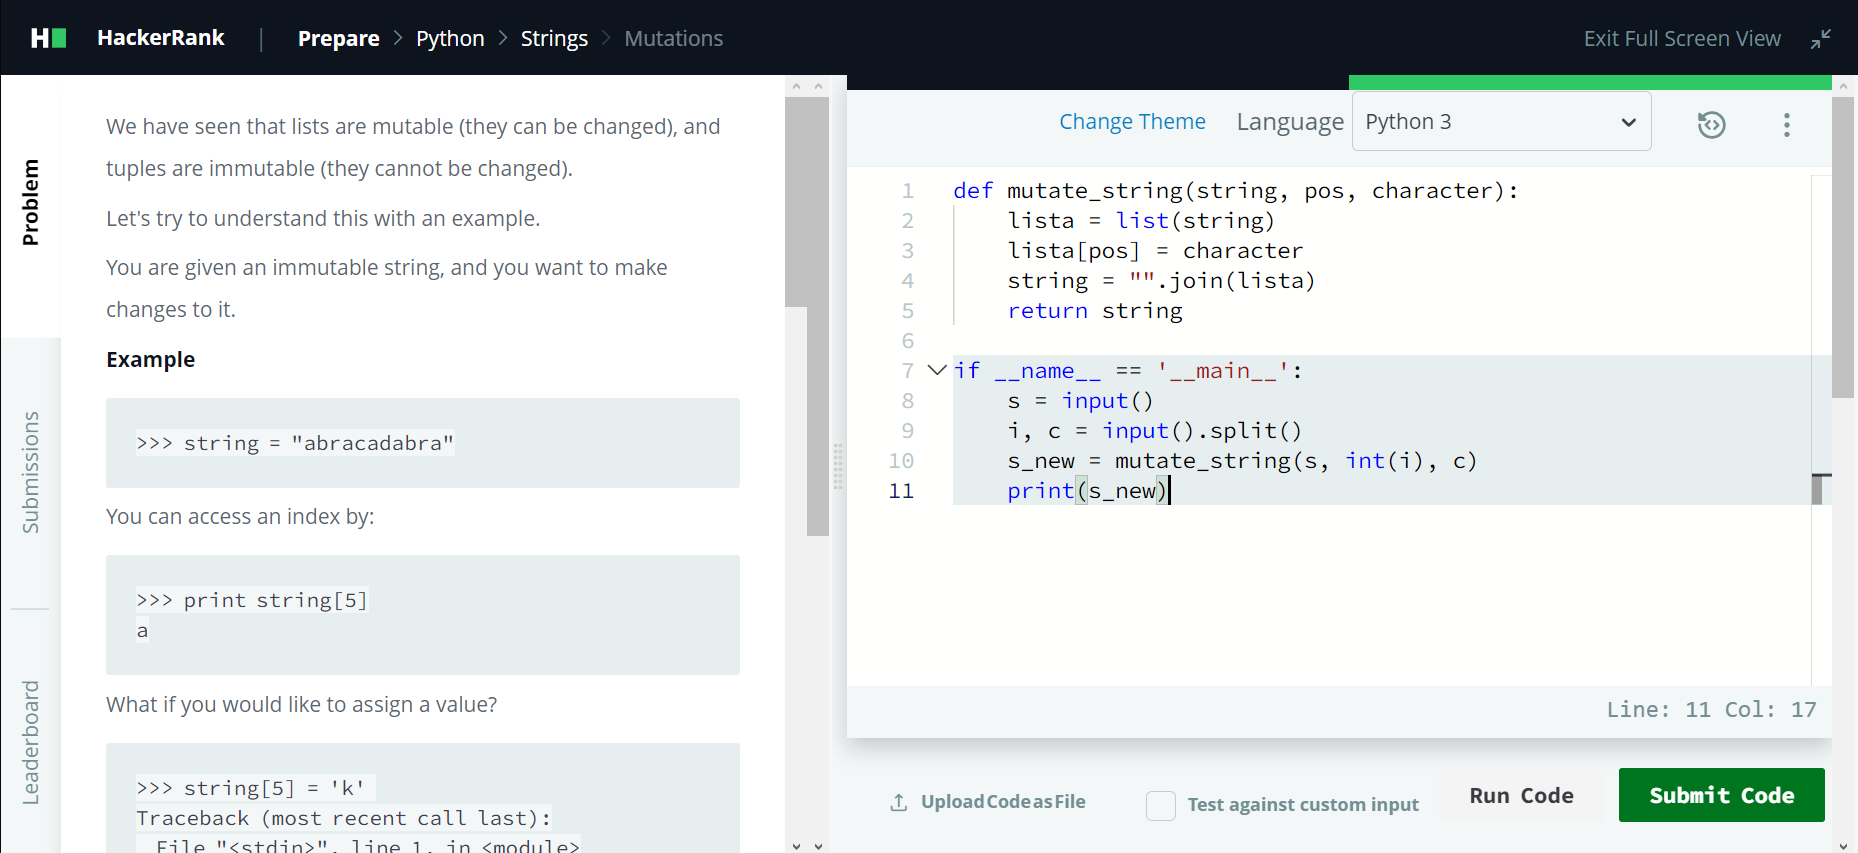 H HackerRank | Prepare > Python > Strings > Mutations Exit Full Screen View
Problem
Submissions
Leaderboard
We have seen that lists are mutable (they can be changed), and
tuples are immutable (they cannot be changed).
Let's try to understand this with an example.
You are given an immutable string, and you want to make
changes to it.
Example
>>> string = "abracadabra"
You can access an index by:
>>> print string[5]
a
What if you would like to assign a value?
>>> string[5] = 'k'
Traceback (most recent call last):
File "<stdin>", line 1, in <module>
Change Theme Language Python 3
1 def mutate_string(string, pos, character):
2     lista = list(string)
3     lista[pos] = character
4     string = "".join(lista)
5     return string
6
7 if __name__ == '__main__':
8     s = input()
9     i, c = input().split()
10     s_new = mutate_string(s, int(i), c)
11     print(s_new)
Line: 11 Col: 17
Upload Code as File Test against custom input Run Code Submit Code